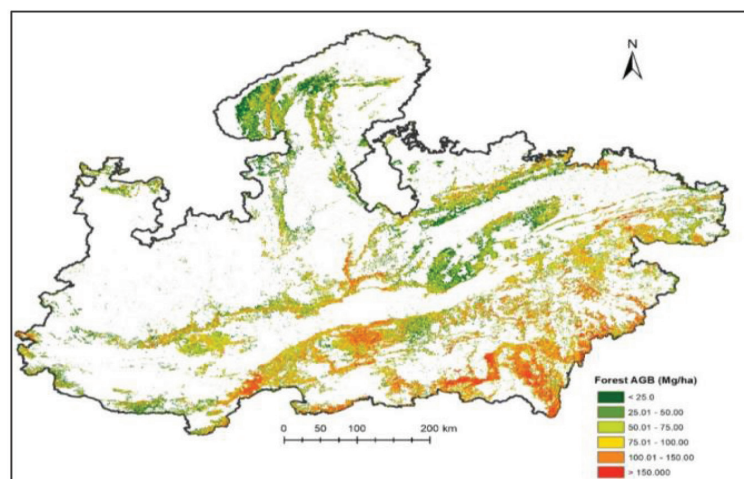 N
Forest AGB (Mg/ha)
< 25.0
25.01 - 50.00
50.01 - 75.00
75.01 - 100.00
100.01 - 150.00
> 150.000
0 50 100 200 km